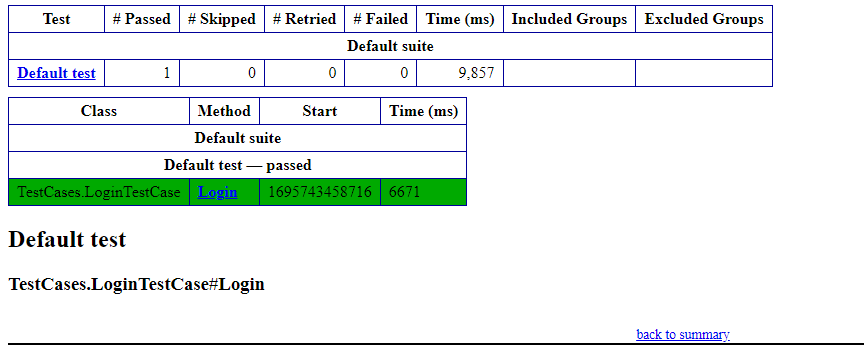 Test # Passed # Skipped # Retried # Failed Time (ms) Included Groups Excluded Groups
Default suite
Default test 1 0 0 0 9,857
Class Method Start Time (ms)
Default suite
Default test — passed
TestCases.LoginTestCase Login 1695743458716 6671
Default test
TestCases.LoginTestCase#Login
back to summary